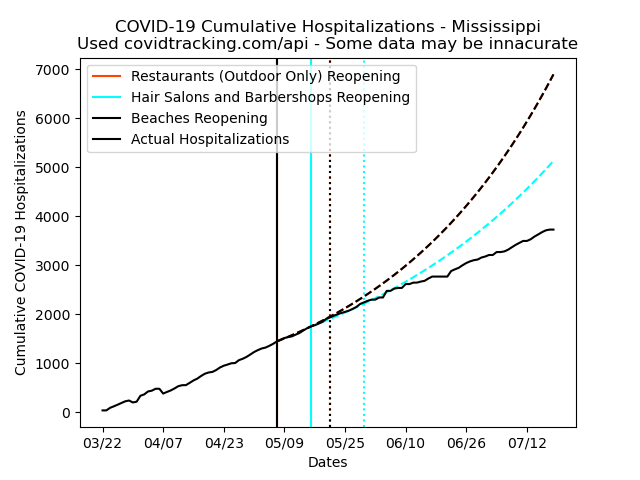 COVID-19 Cumulative Hospitalizations - Mississippi
Used covidtracking.com/api - Some data may be innacurate
Restaurants (Outdoor Only) Reopening
Hair Salons and Barbershops Reopening
Beaches Reopening
Actual Hospitalizations
Cumulative COVID-19 Hospitalizations
7000
6000
5000
4000
3000
2000
1000
0
03/22 04/07 04/23 05/09 05/25 06/10 06/26 07/12
Dates